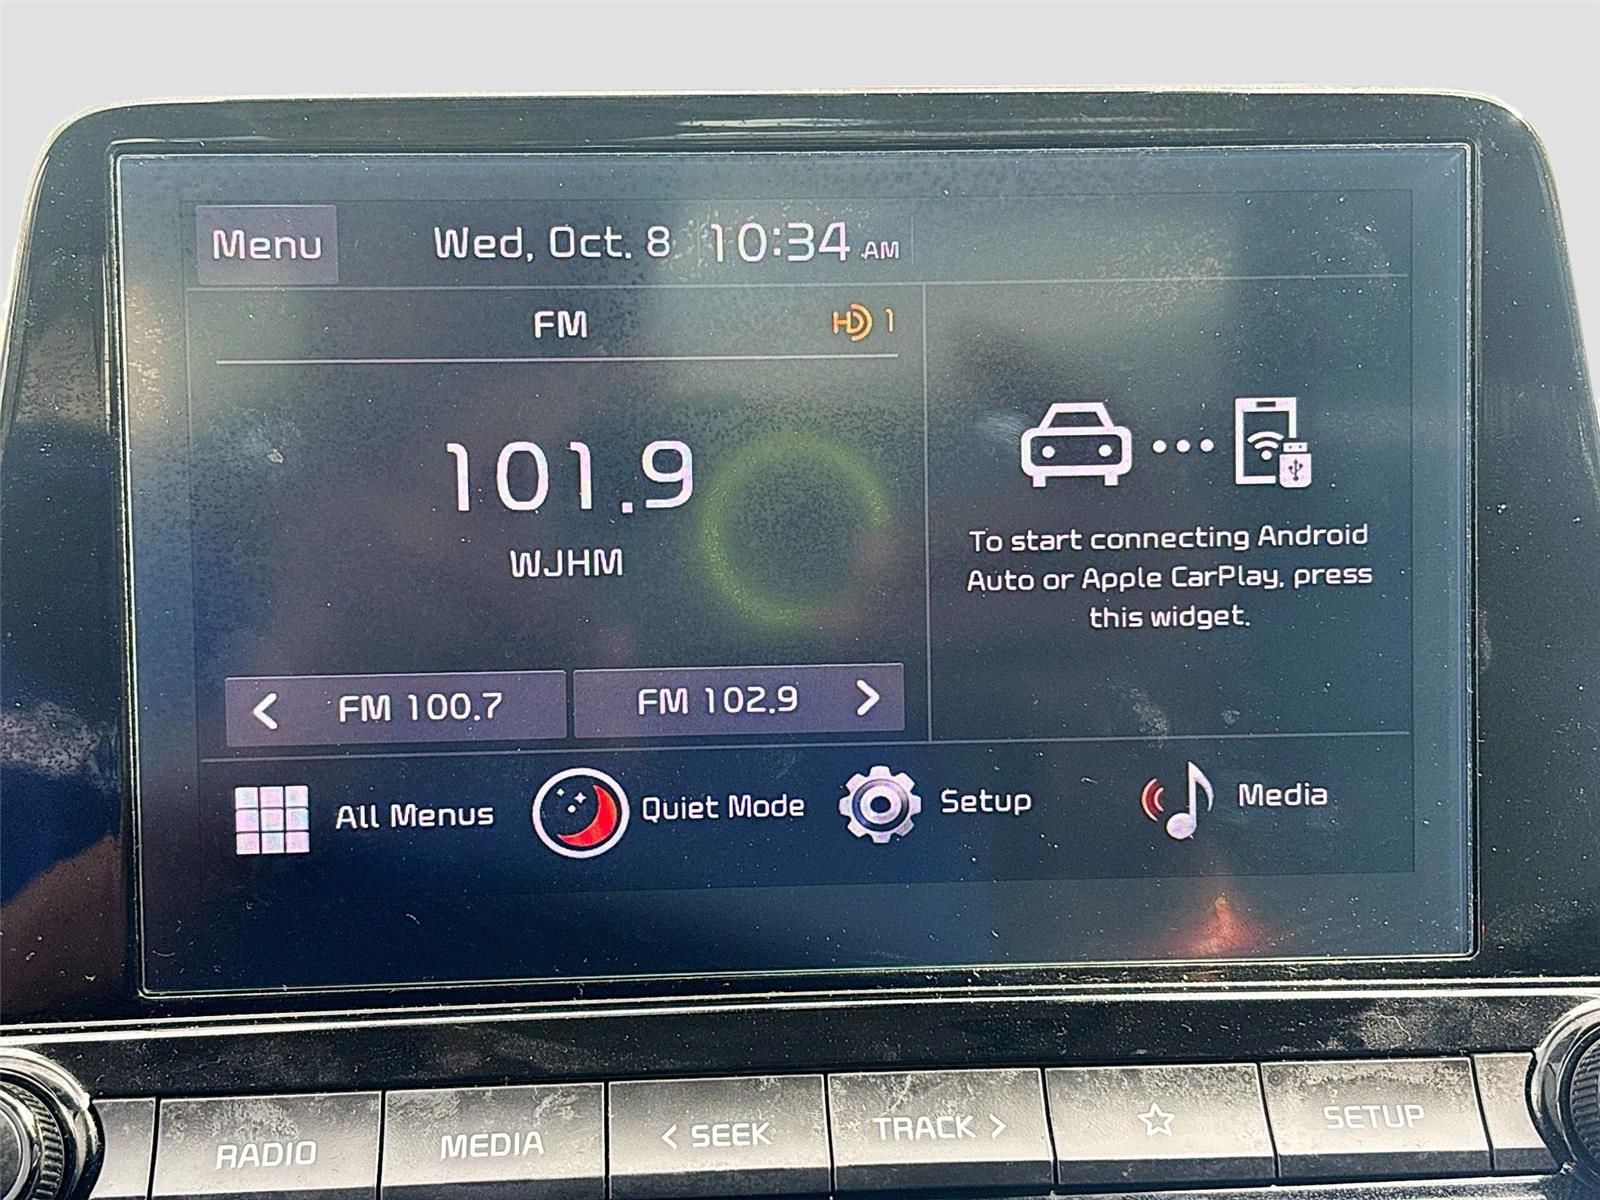 Menu Wed, Oct. 8 10:34 AM
FM HD 1
101.9
WJHM
To start connecting Android
Auto or Apple CarPlay, press
this widget.
< FM 100.7 FM 102.9 >
All Menus Quiet Mode Setup Media
RADIO MEDIA < SEEK TRACK > SETUP